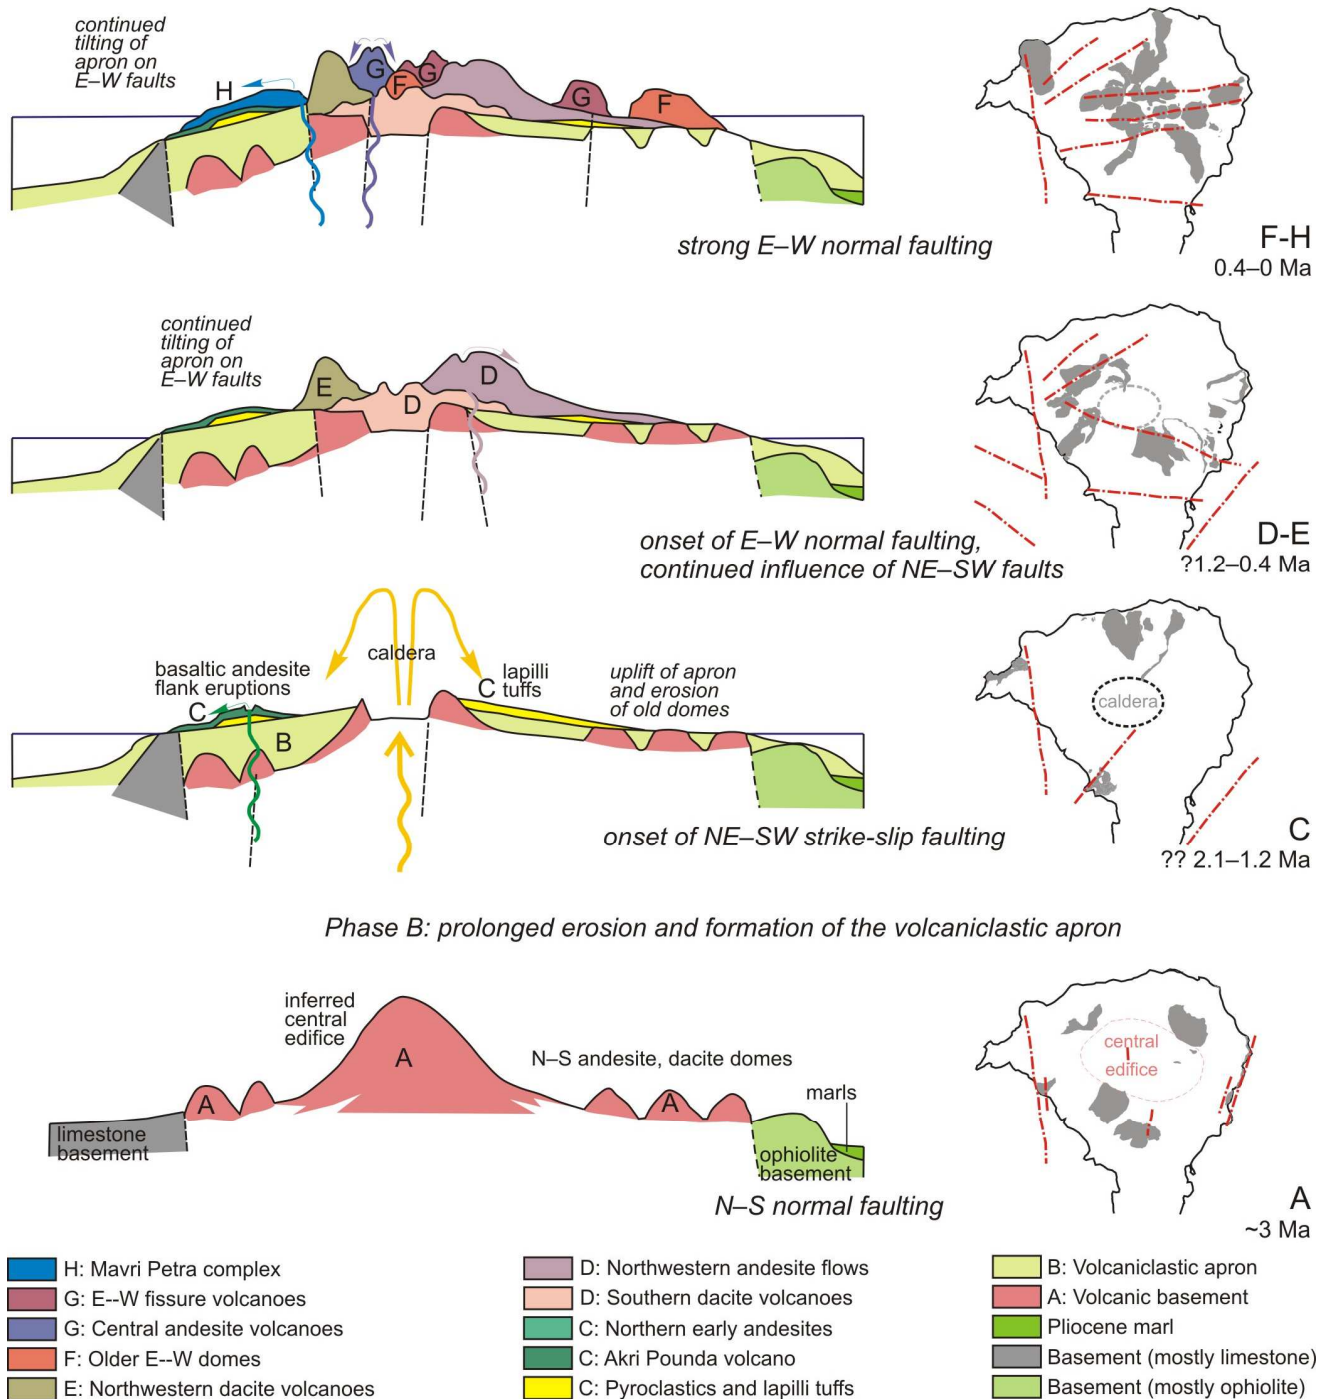 continued
tilting of
apron on
E–W faults
H
G
F
G
G
F
strong E–W normal faulting
F-H
0.4–0 Ma
continued
tilting of
apron on
E–W faults
E
D
D
onset of E–W normal faulting,
continued influence of NE–SW faults
D-E
?1.2–0.4 Ma
basaltic andesite
flank eruptions
C
B
caldera
C
lapilli
tuffs
uplift of apron
and erosion
of old domes
onset of NE–SW strike-slip faulting
caldera
C
?? 2.1–1.2 Ma
Phase B: prolonged erosion and formation of the volcaniclastic apron
inferred
central
edifice
A
A
N–S andesite, dacite domes
A
marls
limestone
basement
ophiolite
basement
N–S normal faulting
central
edifice
A
~3 Ma
H: Mavri Petra complex
G: E--W fissure volcanoes
G: Central andesite volcanoes
F: Older E--W domes
E: Northwestern dacite volcanoes
D: Northwestern andesite flows
D: Southern dacite volcanoes
C: Northern early andesites
C: Akri Pounda volcano
C: Pyroclastics and lapilli tuffs
B: Volcaniclastic apron
A: Volcanic basement
Pliocene marl
Basement (mostly limestone)
Basement (mostly ophiolite)